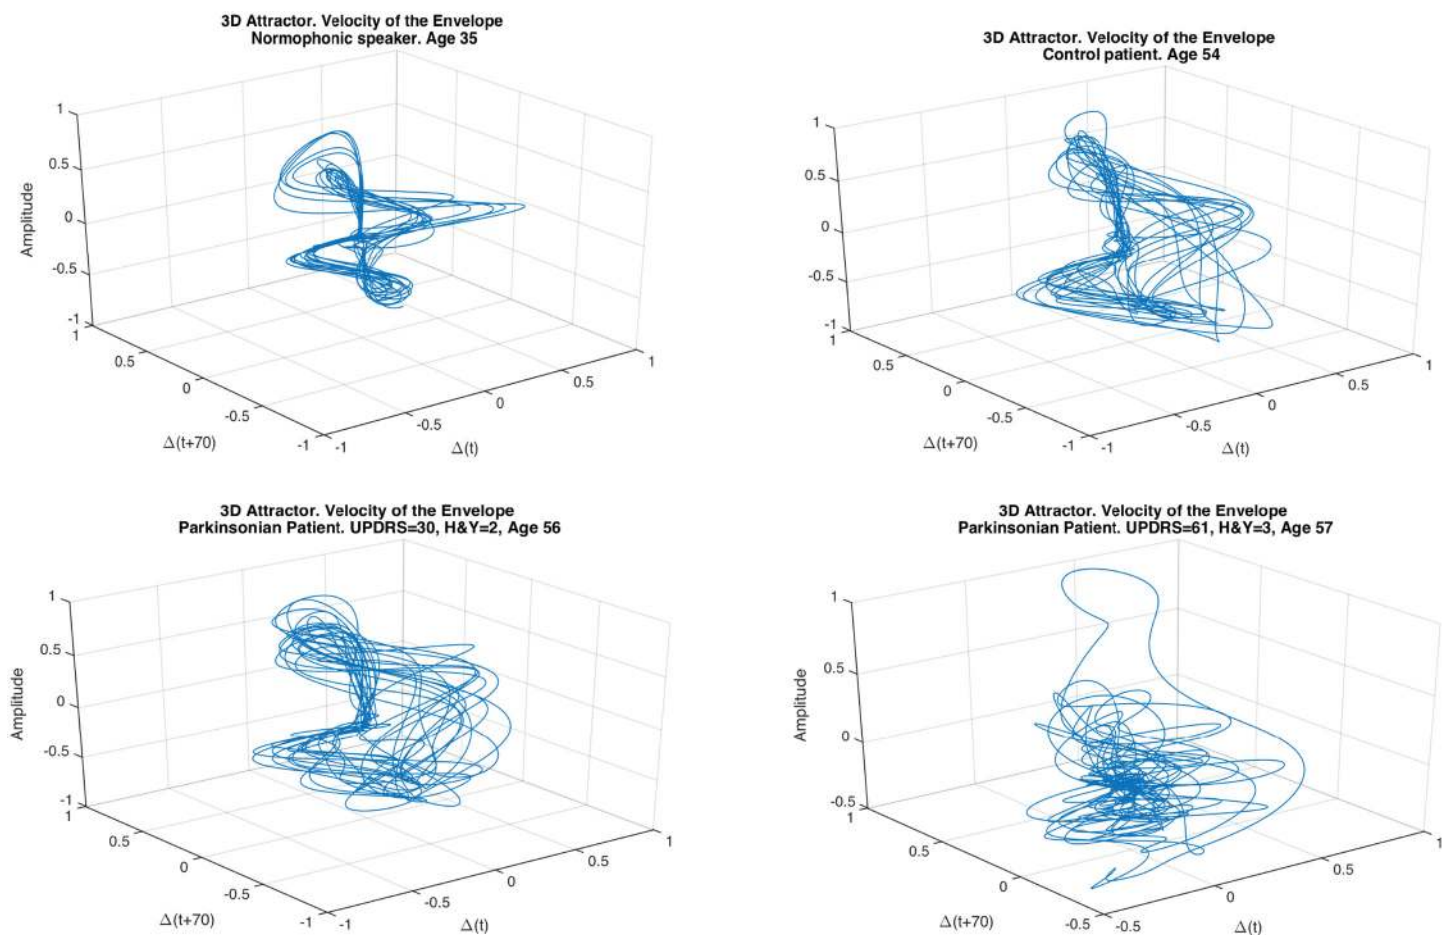 3D Attractor. Velocity of the Envelope
Normophonic speaker. Age 35
1
0.5
0
-0.5
-1
Amplitude
1
0.5
0
-0.5
-1
Δ(t+70)
-1
-0.5
0
0.5
1
Δ(t)
3D Attractor. Velocity of the Envelope
Control patient. Age 54
1
0.5
0
-0.5
-1
Amplitude
1
0.5
0
-0.5
-1
Δ(t+70)
-1
-0.5
0
0.5
1
Δ(t)
3D Attractor. Velocity of the Envelope
Parkinsonian Patient. UPDRS=30, H&Y=2, Age 56
1
0.5
0
-0.5
-1
Amplitude
1
0.5
0
-0.5
-1
Δ(t+70)
-1
-0.5
0
0.5
1
Δ(t)
3D Attractor. Velocity of the Envelope
Parkinsonian Patient. UPDRS=61, H&Y=3, Age 57
1
0.5
0
-0.5
Amplitude
1
0.5
0
-0.5
Δ(t+70)
-0.5
0
0.5
1
Δ(t)